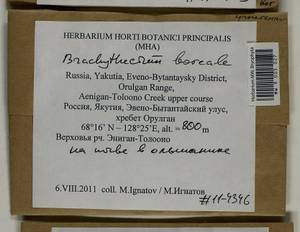 HERBARIUM HORTI BOTANICI PRINCIPALIS
(MHA)
Brachythecium boreale
Russia, Yakutia, Eveno-Bytantaysky District,
Orulgan Range,
Aenigan-Toloono Creek upper course
Россия, Якутия, Эвено-Бытантайский улус,
хребет Орулган
68°16' N – 128°25'E, alt. = 800 m
Верховья рч. Эниган-Толооно
на почве в ольшанике
6.VIII.2011 coll. M.Ignatov / М.Игнатов
#11-4346